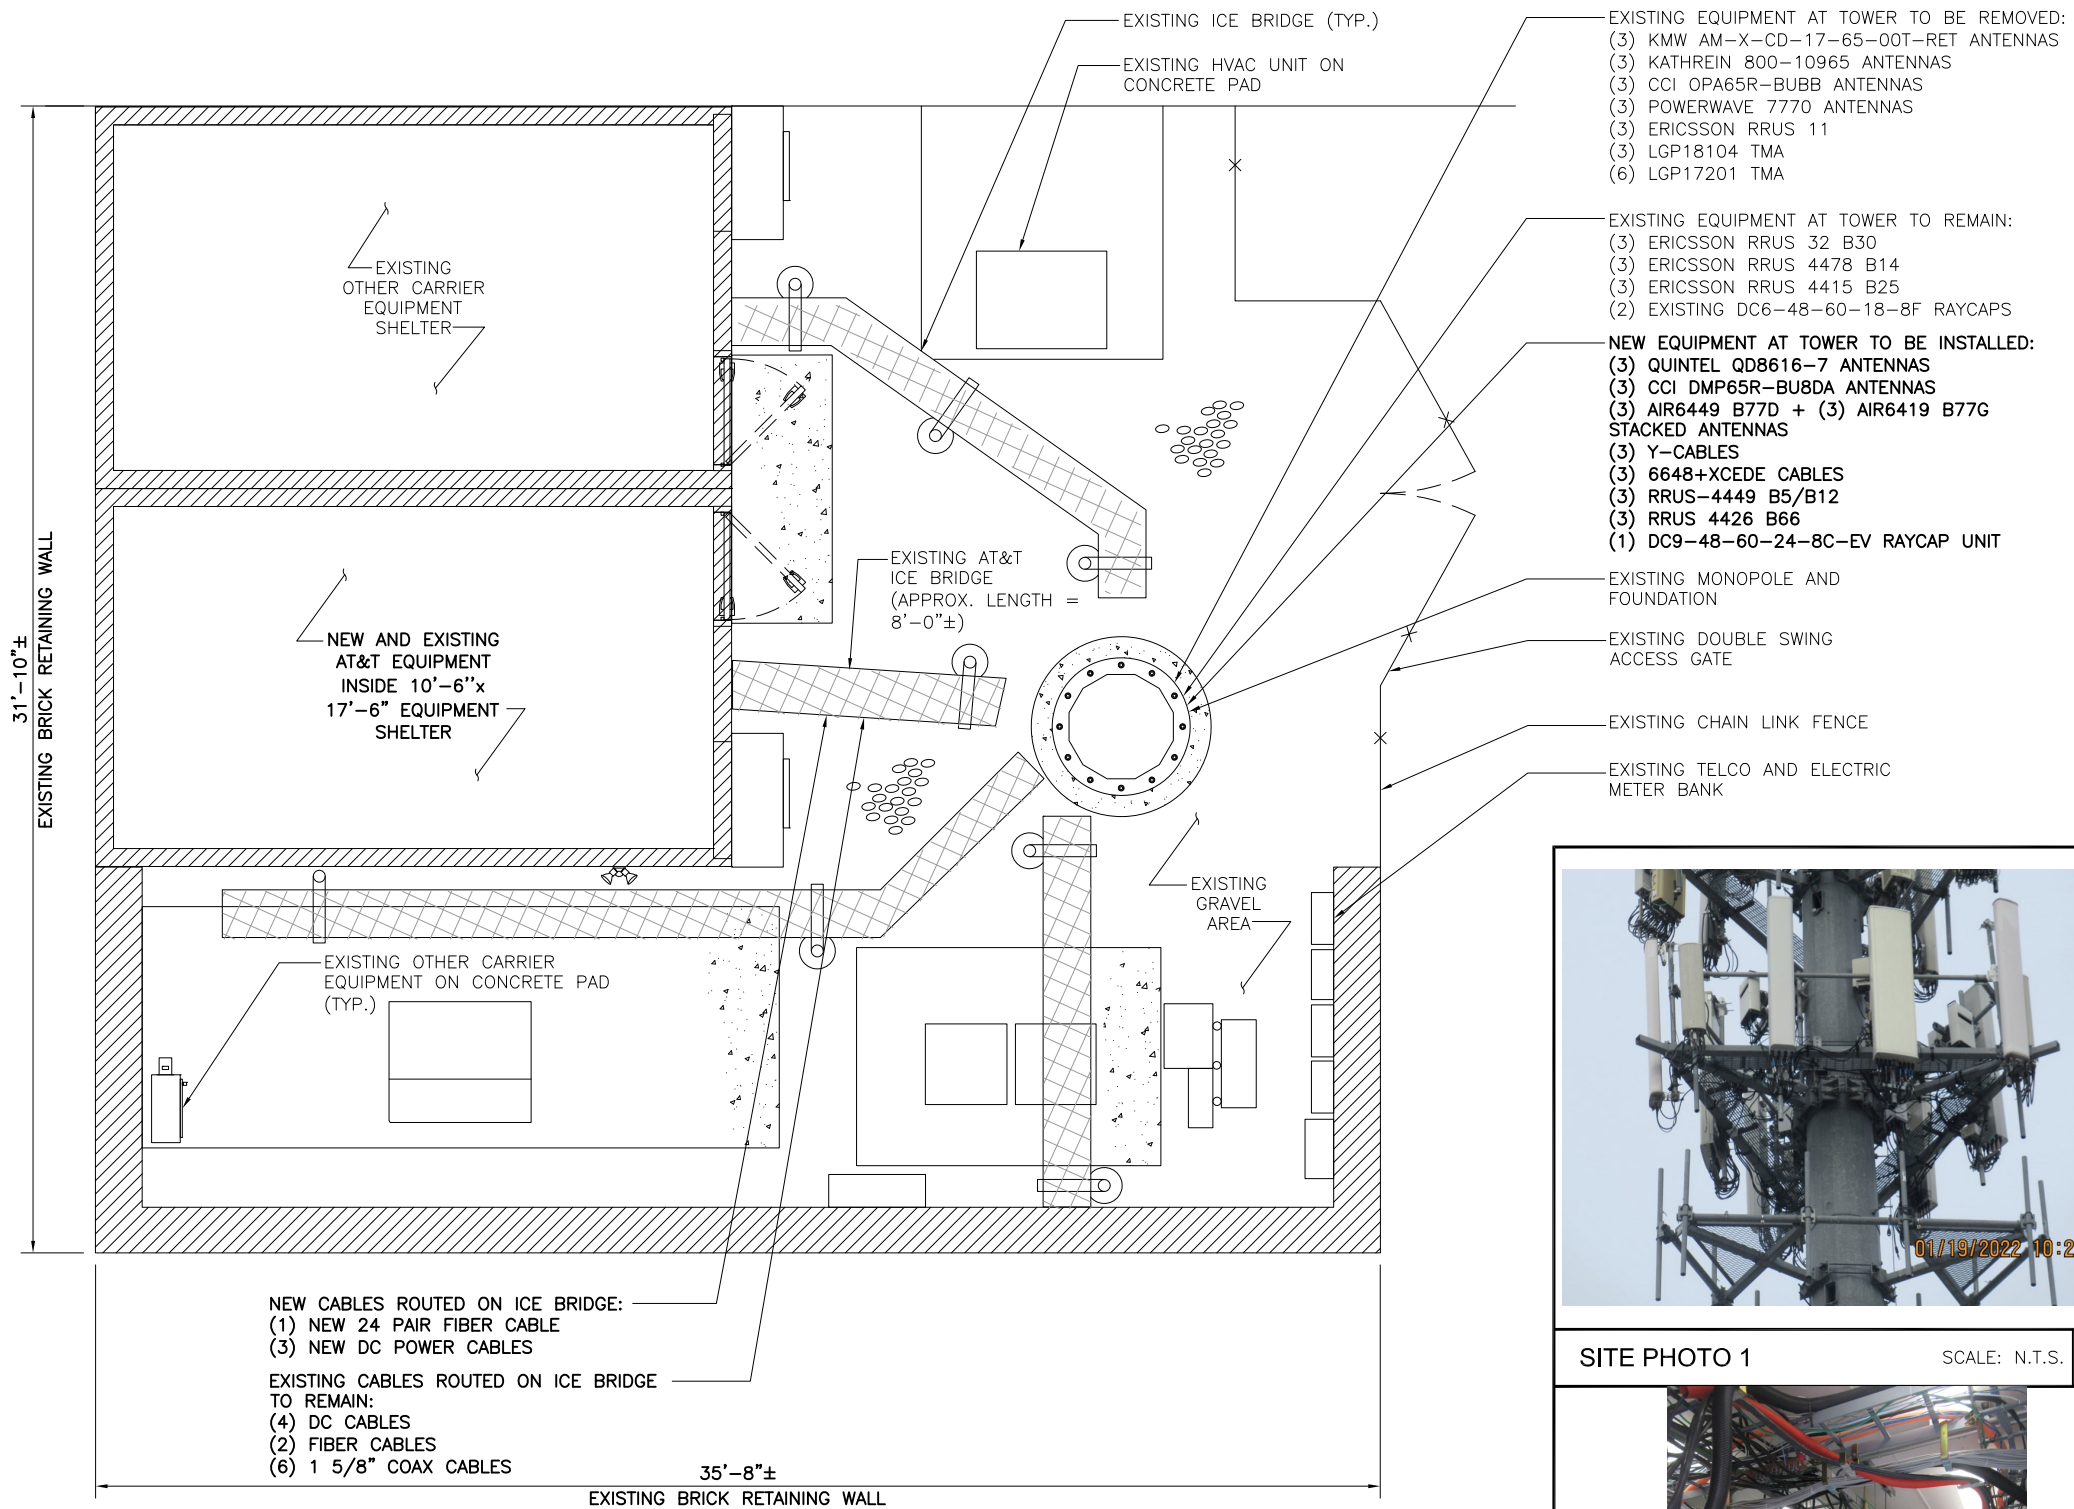 EXISTING ICE BRIDGE (TYP.)
EXISTING HVAC UNIT ON
CONCRETE PAD
EXISTING EQUIPMENT AT TOWER TO BE REMOVED:
(3) KMW AM-X-CD-17-65-00T-RET ANTENNAS
(3) KATHREIN 800-10965 ANTENNAS
(3) CCI OPA65R-BUBB ANTENNAS
(3) POWERWAVE 7770 ANTENNAS
(3) ERICSSON RRUS 11
(3) LGP18104 TMA
(6) LGP17201 TMA
EXISTING EQUIPMENT AT TOWER TO REMAIN:
(3) ERICSSON RRUS 32 B30
(3) ERICSSON RRUS 4478 B14
(3) ERICSSON RRUS 4415 B25
(2) EXISTING DC6-48-60-18-8F RAYCAPS
NEW EQUIPMENT AT TOWER TO BE INSTALLED:
(3) QUINTEL QD8616-7 ANTENNAS
(3) CCI DMP65R-BU8DA ANTENNAS
(3) AIR6449 B77D + (3) AIR6419 B77G
STACKED ANTENNAS
(3) Y-CABLES
(3) 6648+XCEDE CABLES
(3) RRUS-4449 B5/B12
(3) RRUS 4426 B66
(1) DC9-48-60-24-8C-EV RAYCAP UNIT
EXISTING MONOPOLE AND
FOUNDATION
EXISTING DOUBLE SWING
ACCESS GATE
EXISTING CHAIN LINK FENCE
EXISTING TELCO AND ELECTRIC
METER BANK
EXISTING
OTHER CARRIER
EQUIPMENT
SHELTER
31'-10"±
EXISTING BRICK RETAINING WALL
NEW AND EXISTING
AT&T EQUIPMENT
INSIDE 10'-6''x
17'-6" EQUIPMENT
SHELTER
EXISTING AT&T
ICE BRIDGE
(APPROX. LENGTH =
8'-0"±)
EXISTING
GRAVEL
AREA
EXISTING OTHER CARRIER
EQUIPMENT ON CONCRETE PAD
(TYP.)
NEW CABLES ROUTED ON ICE BRIDGE:
(1) NEW 24 PAIR FIBER CABLE
(3) NEW DC POWER CABLES
EXISTING CABLES ROUTED ON ICE BRIDGE
TO REMAIN:
(4) DC CABLES
(2) FIBER CABLES
(6) 1 5/8" COAX CABLES
35'-8"±
EXISTING BRICK RETAINING WALL
01/19/2022 10:2
SITE PHOTO 1
SCALE: N.T.S.